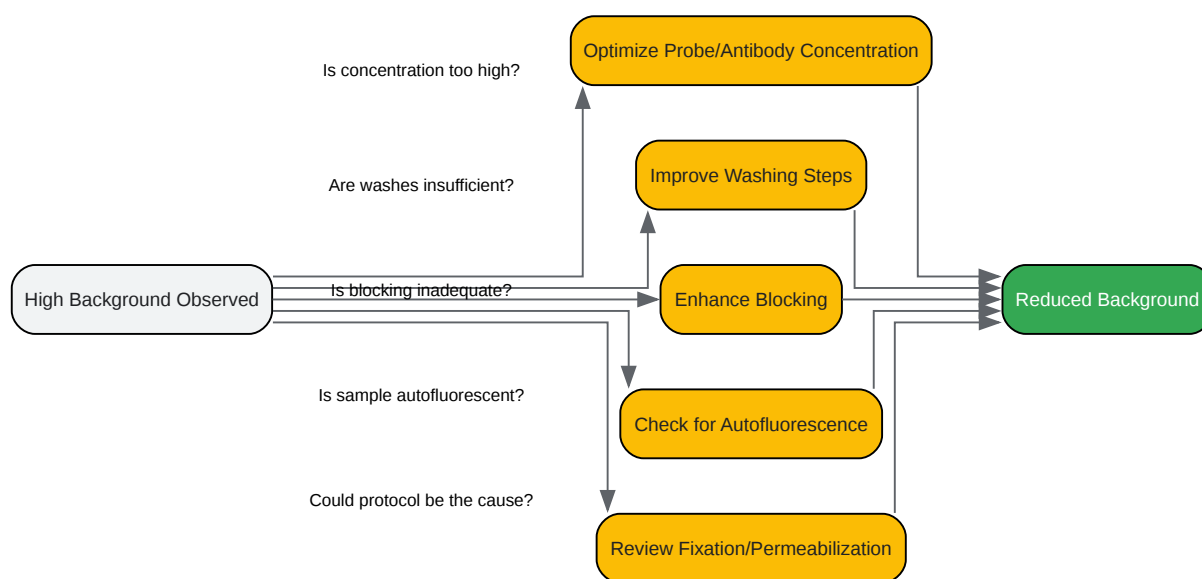 Optimize Probe/Antibody Concentration
Is concentration too high?
Improve Washing Steps
Are washes insufficient?
High Background Observed
Is blocking inadequate?
Enhance Blocking
Reduced Background
Is sample autofluorescent?
Check for Autofluorescence
Could protocol be the cause?
Review Fixation/Permeabilization